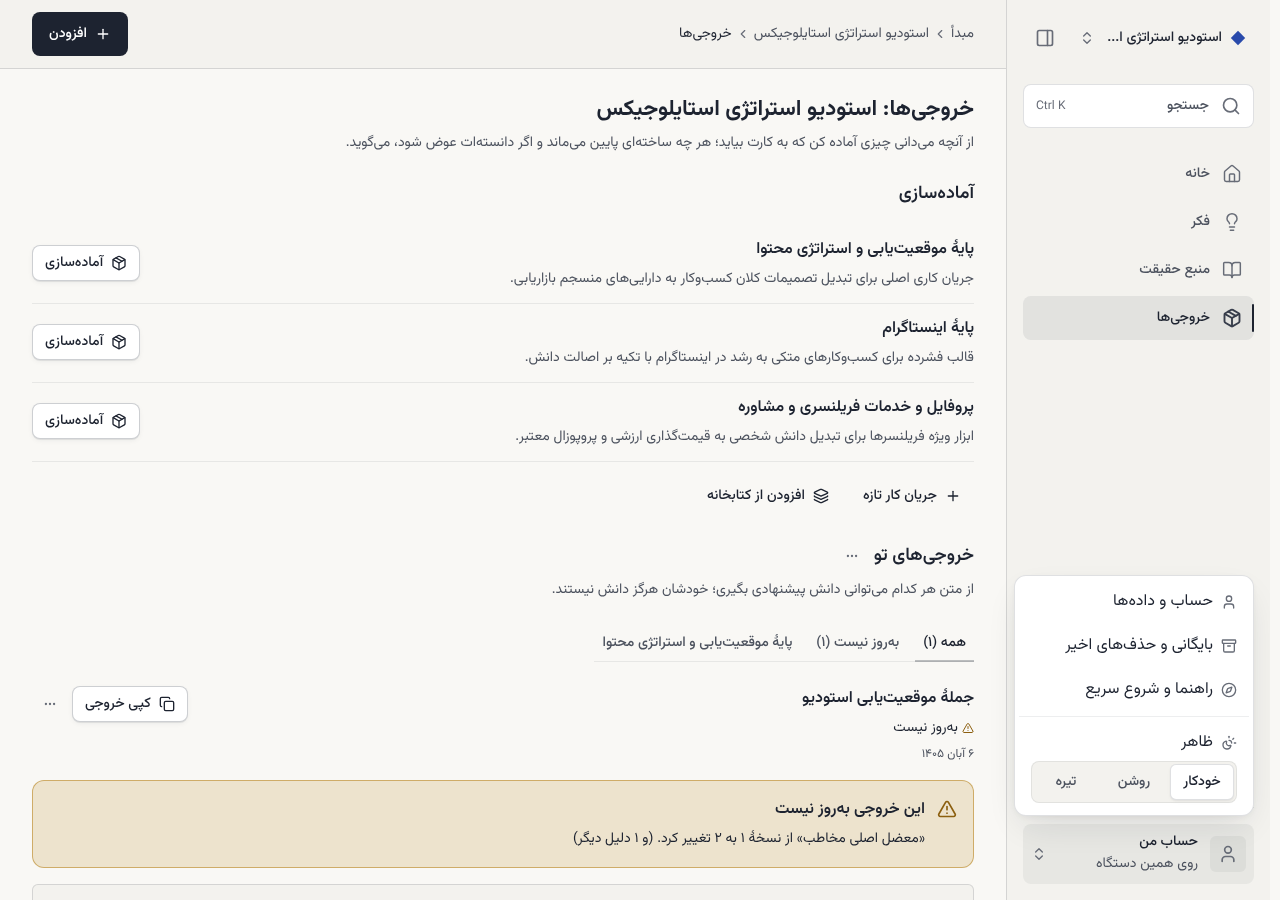 استودیو استراتژی ا...
جستجو
Ctrl K
خانه
فکر
منبع حقیقت
خروجی‌ها
حساب و داده‌ها
بایگانی و حذف‌های اخیر
راهنما و شروع سریع
ظاهر
خودکار روشن تیره
حساب من
روی همین دستگاه
مبدأ › استودیو استراتژی استایلوجیکس › خروجی‌ها
افزودن
خروجی‌ها: استودیو استراتژی استایلوجیکس
از آنچه می‌دانی چیزی آماده کن که به کارت بیاید؛ هر چه ساخته‌ای پایین می‌ماند و اگر دانسته‌ات عوض شود، می‌گوید.
آماده‌سازی
پایهٔ موقعیت‌یابی و استراتژی محتوا
جریان کاری اصلی برای تبدیل تصمیمات کلان کسب‌وکار به دارایی‌های منسجم بازاریابی.
آماده‌سازی
پایهٔ اینستاگرام
قالب فشرده برای کسب‌وکارهای متکی به رشد در اینستاگرام با تکیه بر اصالت دانش.
آماده‌سازی
پروفایل و خدمات فریلنسری و مشاوره
ابزار ویژه فریلنسرها برای تبدیل دانش شخصی به قیمت‌گذاری ارزشی و پروپوزال معتبر.
آماده‌سازی
جریان کار تازه
افزودن از کتابخانه
خروجی‌های تو ...
از متن هر کدام می‌توانی دانش پیشنهادی بگیری؛ خودشان هرگز دانش نیستند.
همه (۱) به‌روز نیست (۱) پایهٔ موقعیت‌یابی و استراتژی محتوا
جملهٔ موقعیت‌یابی استودیو
کپی خروجی ...
به‌روز نیست
۶ آبان ۱۴۰۵
این خروجی به‌روز نیست
«معضل اصلی مخاطب» از نسخهٔ ۱ به ۲ تغییر کرد. (و ۱ دلیل دیگر)